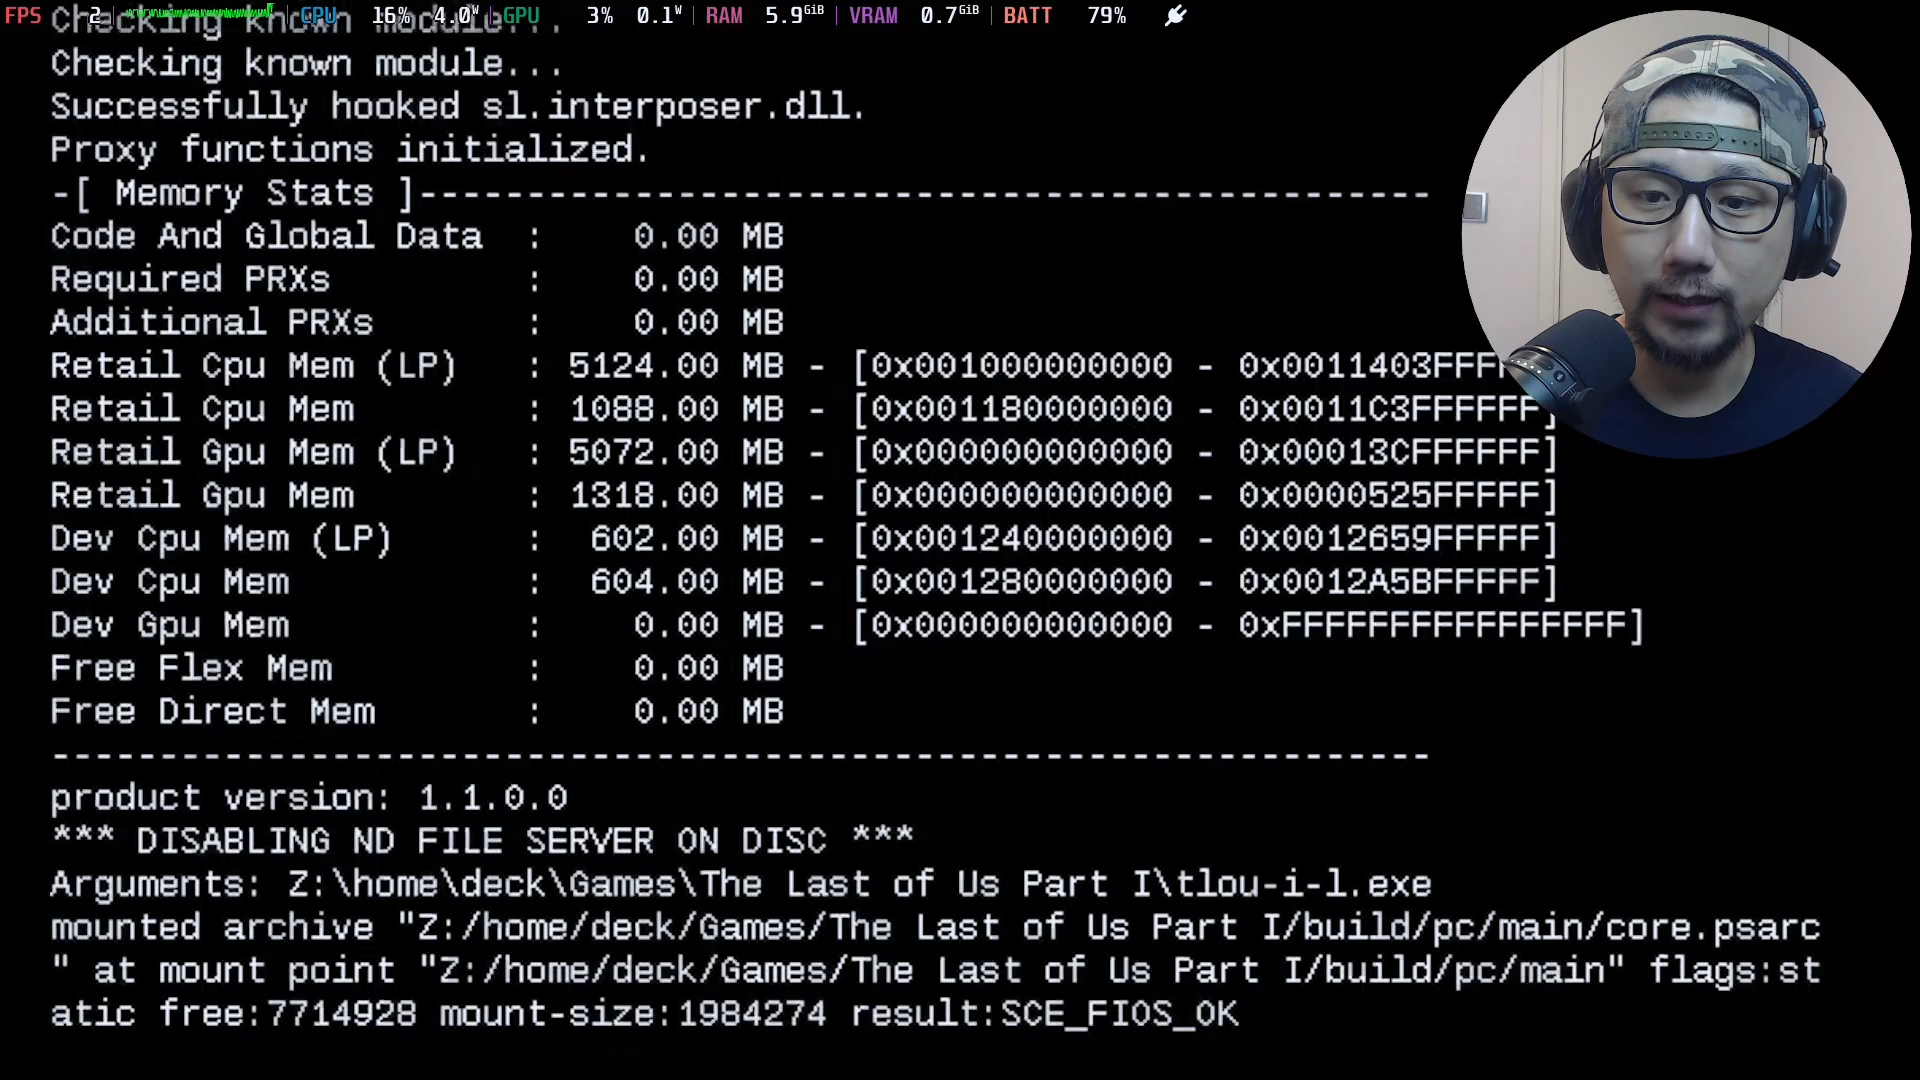 FPS 2 CPU 16% 4.0W GPU 3% 0.1W RAM 5.9GiB VRAM 0.7GiB BATT 79%
Checking known module...
Checking known module...
Successfully hooked sl.interposer.dll.
Proxy functions initialized.
-[ Memory Stats ]-----------------------------------------------
Code And Global Data : 0.00 MB
Required PRXs : 0.00 MB
Additional PRXs : 0.00 MB
Retail Cpu Mem (LP) : 5124.00 MB - [0x001000000000 - 0x0011403FFF
Retail Cpu Mem : 1088.00 MB - [0x001180000000 - 0x0011C3FFFFFF]
Retail Gpu Mem (LP) : 5072.00 MB - [0x000000000000 - 0x00013CFFFFFF]
Retail Gpu Mem : 1318.00 MB - [0x000000000000 - 0x0000525FFFFF]
Dev Cpu Mem (LP) : 602.00 MB - [0x001240000000 - 0x0012659FFFFF]
Dev Cpu Mem : 604.00 MB - [0x001280000000 - 0x0012A5BFFFFF]
Dev Gpu Mem : 0.00 MB - [0x000000000000 - 0xFFFFFFFFFFFFFFFF]
Free Flex Mem : 0.00 MB
Free Direct Mem : 0.00 MB
----------------------------------------------------------------
product version: 1.1.0.0
*** DISABLING ND FILE SERVER ON DISC ***
Arguments: Z:\home\deck\Games\The Last of Us Part I\tlou-i-l.exe
mounted archive "Z:/home/deck/Games/The Last of Us Part I/build/pc/main/core.psarc
" at mount point "Z:/home/deck/Games/The Last of Us Part I/build/pc/main" flags:st
atic free:7714928 mount-size:1984274 result:SCE_FIOS_OK